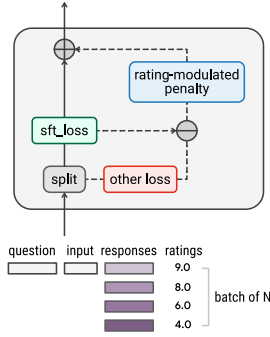 rating-modulated
penalty
sft_loss
split
other loss
question input responses ratings
9.0
8.0
6.0
4.0
batch of N